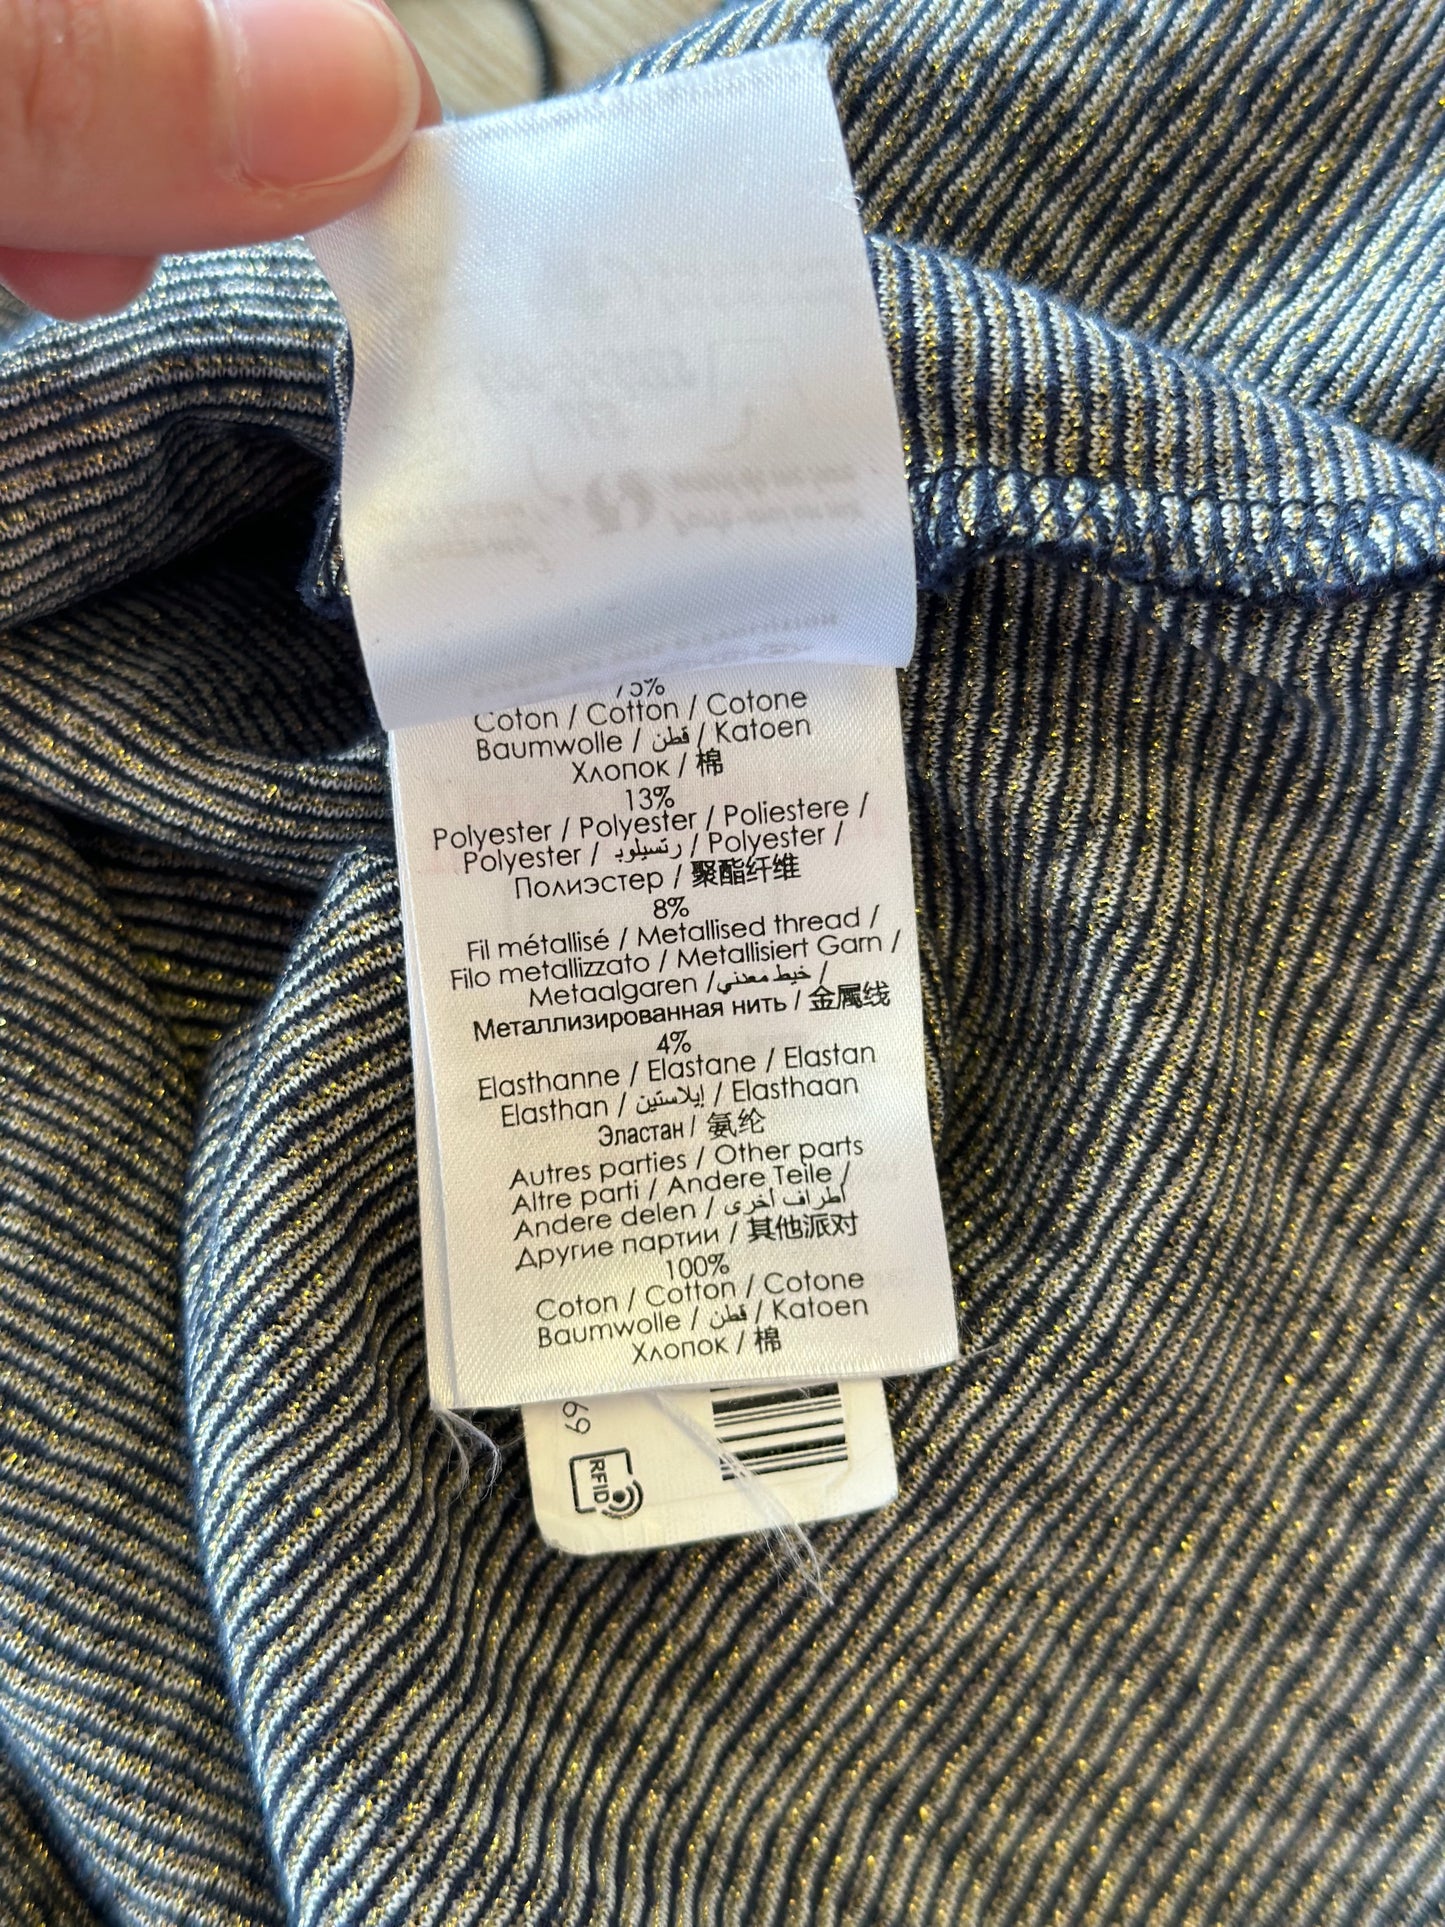 75%
Coton / Cotton / Cotone
Baumwolle / قطن / Katoen
Хлопок / 棉
13%
Polyester / Polyester / Poliestere /
Polyester / رتسيلوب / Polyester /
Полиэстер / 聚酯纤维
8%
Fil métallisé / Metallised thread /
Filo metallizzato / Metallisiert Garn /
Metaalgaren / خيط معدني /
Металлизированная нить / 金属线
4%
Elasthanne / Elastane / Elastan
Elasthan / إيلاستين / Elasthaan
Эластан / 氨纶
Autres parties / Other parts
Altre parti / Andere Teile /
Andere delen / أطراف أخرى
Другие партии / 其他派对
100%
Coton / Cotton / Cotone
Baumwolle / قطن / Katoen
Хлопок / 棉
69
RFID